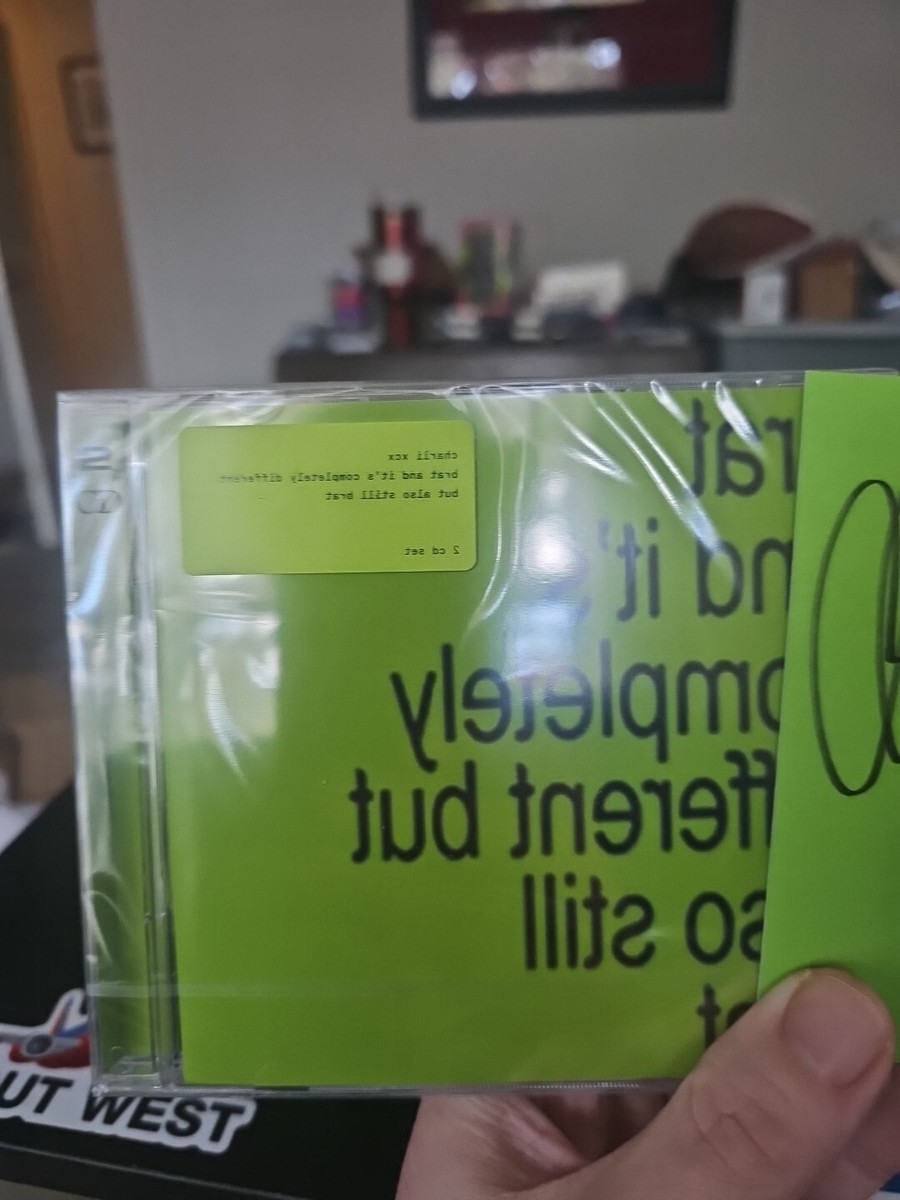 charli xcx
brat and it's completely different
but also still brat
2 cd set
rat
nd it's
ompletely
fferent but
so still
at
UT WEST